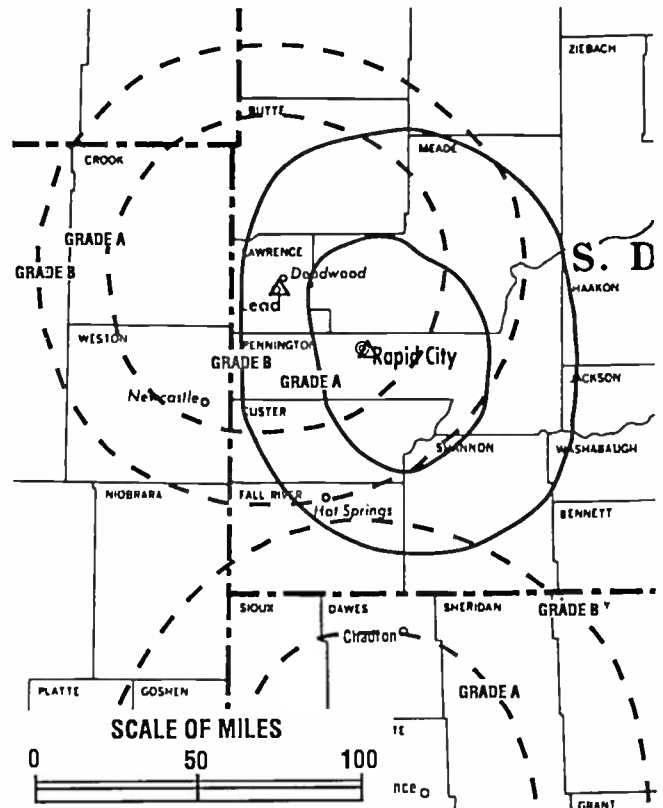 ZIEBACH
BUTTE
MEADE
CROOK
GRADE A
GRADE B
LAWRENCE
Deadwood
Lead
S. D
HAAKON
WESTON
PENNINGTON
GRADE B
GRADE A
Rapid City
JACKSON
Newcastle
CUSTER
SHANNON
WASHABAUGH
NIOBRARA
FALL RIVER
Hot Springs
BENNETT
SIOUX
DAWES
SHERIDAN
GRADE B
Chadron
GRADE A
PLATTE
GOSHEN
SCALE OF MILES
0 50 100
TE
nce
GRANT